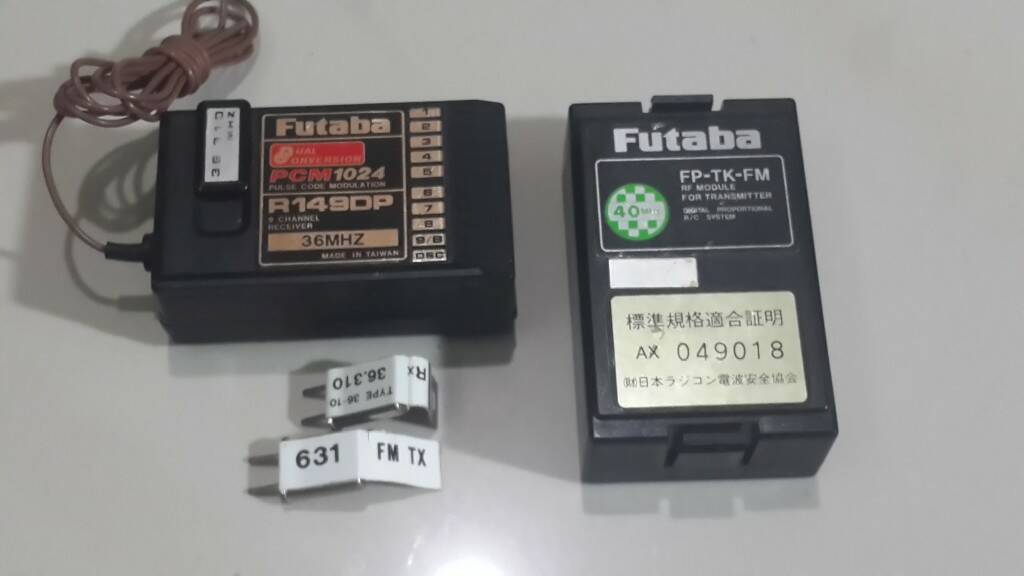 Futaba
DUAL
CONVERSION
PCM1024
PULSE CODE MODULATION
R149DP
9 CHANNEL
RECEIVER
36MHZ
MADE IN TAIWAN
1
2
3
4
5
6
7
8
9/B
DSC
Rx
36.310
TYPE 36-10
631 FM TX
Futaba
FP-TK-FM
RF MODULE
FOR TRANSMITTER
DIGITAL PROPORTIONAL
R/C SYSTEM
40MHz
標準規格適合証明
AX 049018
㈶日本ラジコン電波安全協会